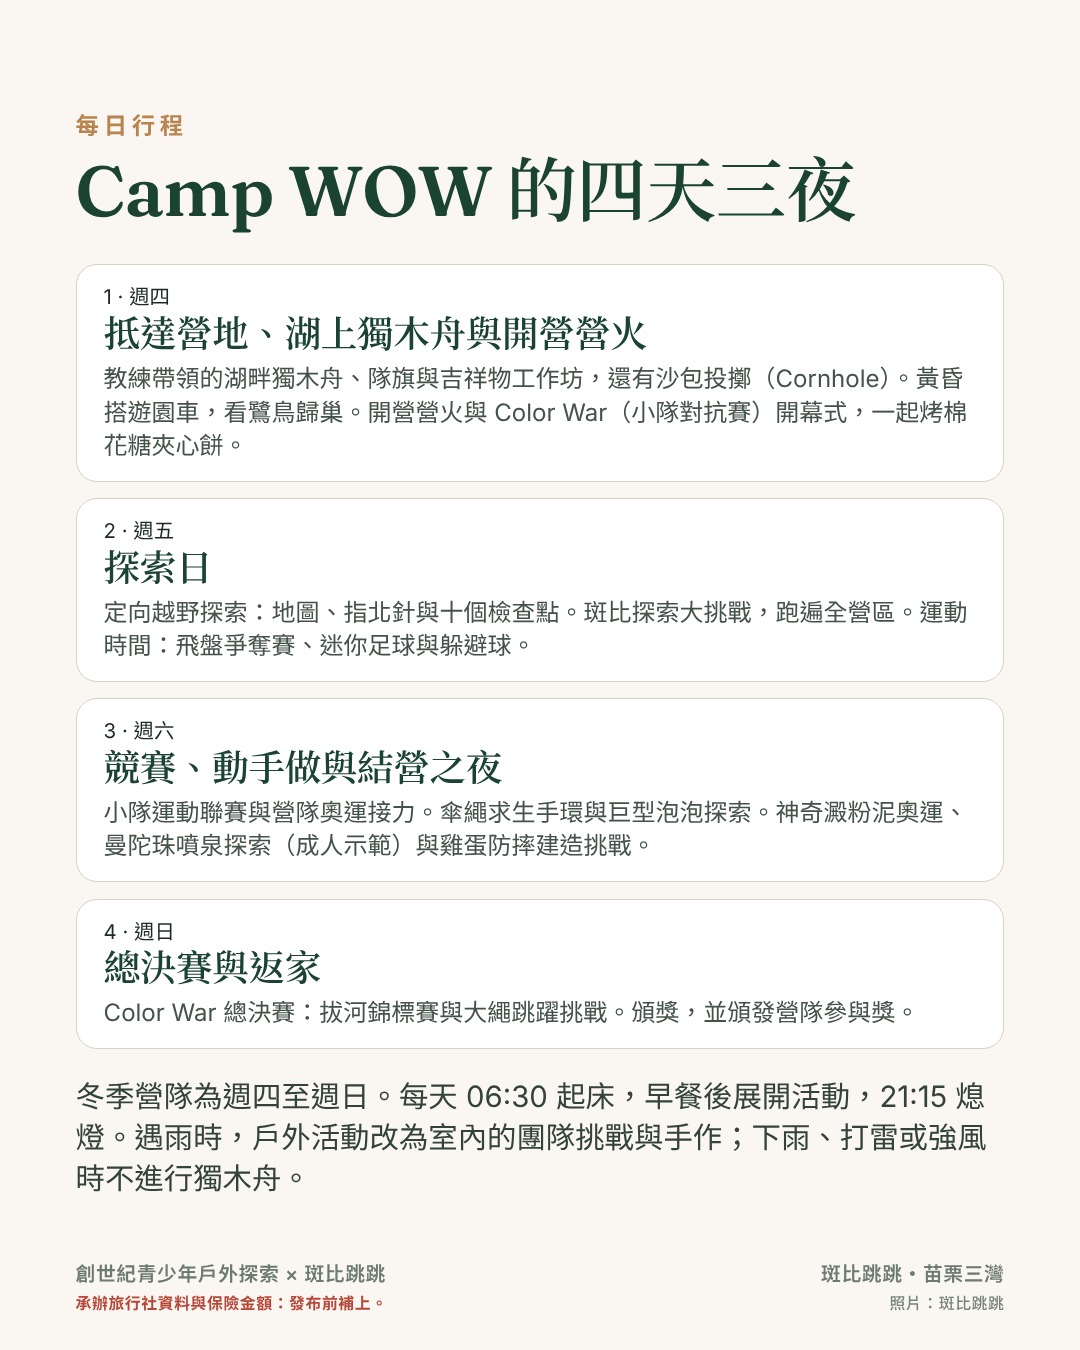 每日行程
Camp WOW 的四天三夜
1 · 週四
抵達營地、湖上獨木舟與開營營火
教練帶領的湖畔獨木舟、隊旗與吉祥物工作坊，還有沙包投擲（Cornhole）。黃昏
搭遊園車，看鷺鳥歸巢。開營營火與 Color War（小隊對抗賽）開幕式，一起烤棉
花糖夾心餅。
2 · 週五
探索日
定向越野探索：地圖、指北針與十個檢查點。斑比探索大挑戰，跑遍全營區。運動
時間：飛盤爭奪賽、迷你足球與躲避球。
3 · 週六
競賽、動手做與結營之夜
小隊運動聯賽與營隊奧運接力。傘繩求生手環與巨型泡泡探索。神奇澱粉泥奧運、
曼陀珠噴泉探索（成人示範）與雞蛋防摔建造挑戰。
4 · 週日
總決賽與返家
Color War 總決賽：拔河錦標賽與大繩跳躍挑戰。頒獎，並頒發營隊參與獎。
冬季營隊為週四至週日。每天 06:30 起床，早餐後展開活動，21:15 熄
燈。遇雨時，戶外活動改為室內的團隊挑戰與手作；下雨、打雷或強風
時不進行獨木舟。
創世紀青少年戶外探索 × 斑比跳跳
承辦旅行社資料與保險金額：發布前補上。
斑比跳跳・苗栗三灣
照片：斑比跳跳